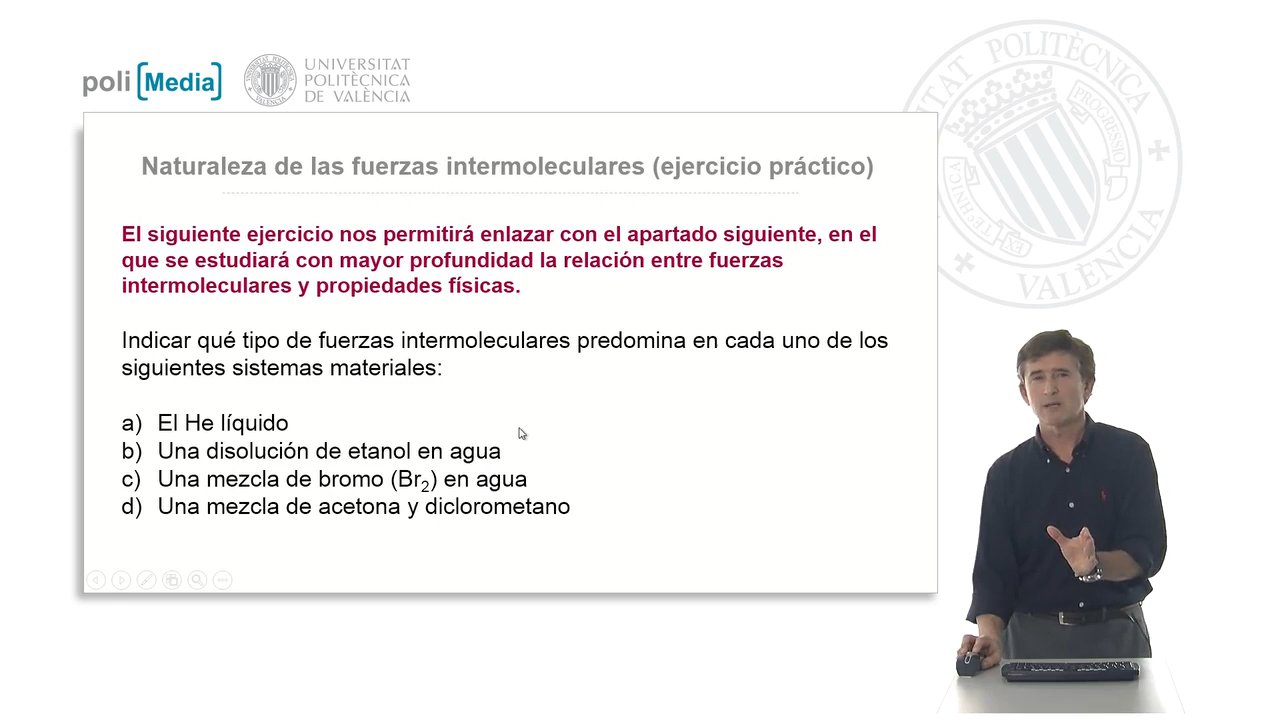 poli [Media]
UNIVERSITAT
POLITÈCNICA
DE VALÈNCIA
POLITÈCNICA
PROGRESSIO
VALÈNCIA
Naturaleza de las fuerzas intermoleculares (ejercicio práctico)
El siguiente ejercicio nos permitirá enlazar con el apartado siguiente, en el
que se estudiará con mayor profundidad la relación entre fuerzas
intermoleculares y propiedades físicas.
Indicar qué tipo de fuerzas intermoleculares predomina en cada uno de los
siguientes sistemas materiales:
a) El He líquido
b) Una disolución de etanol en agua
c) Una mezcla de bromo (Br₂) en agua
d) Una mezcla de acetona y diclorometano